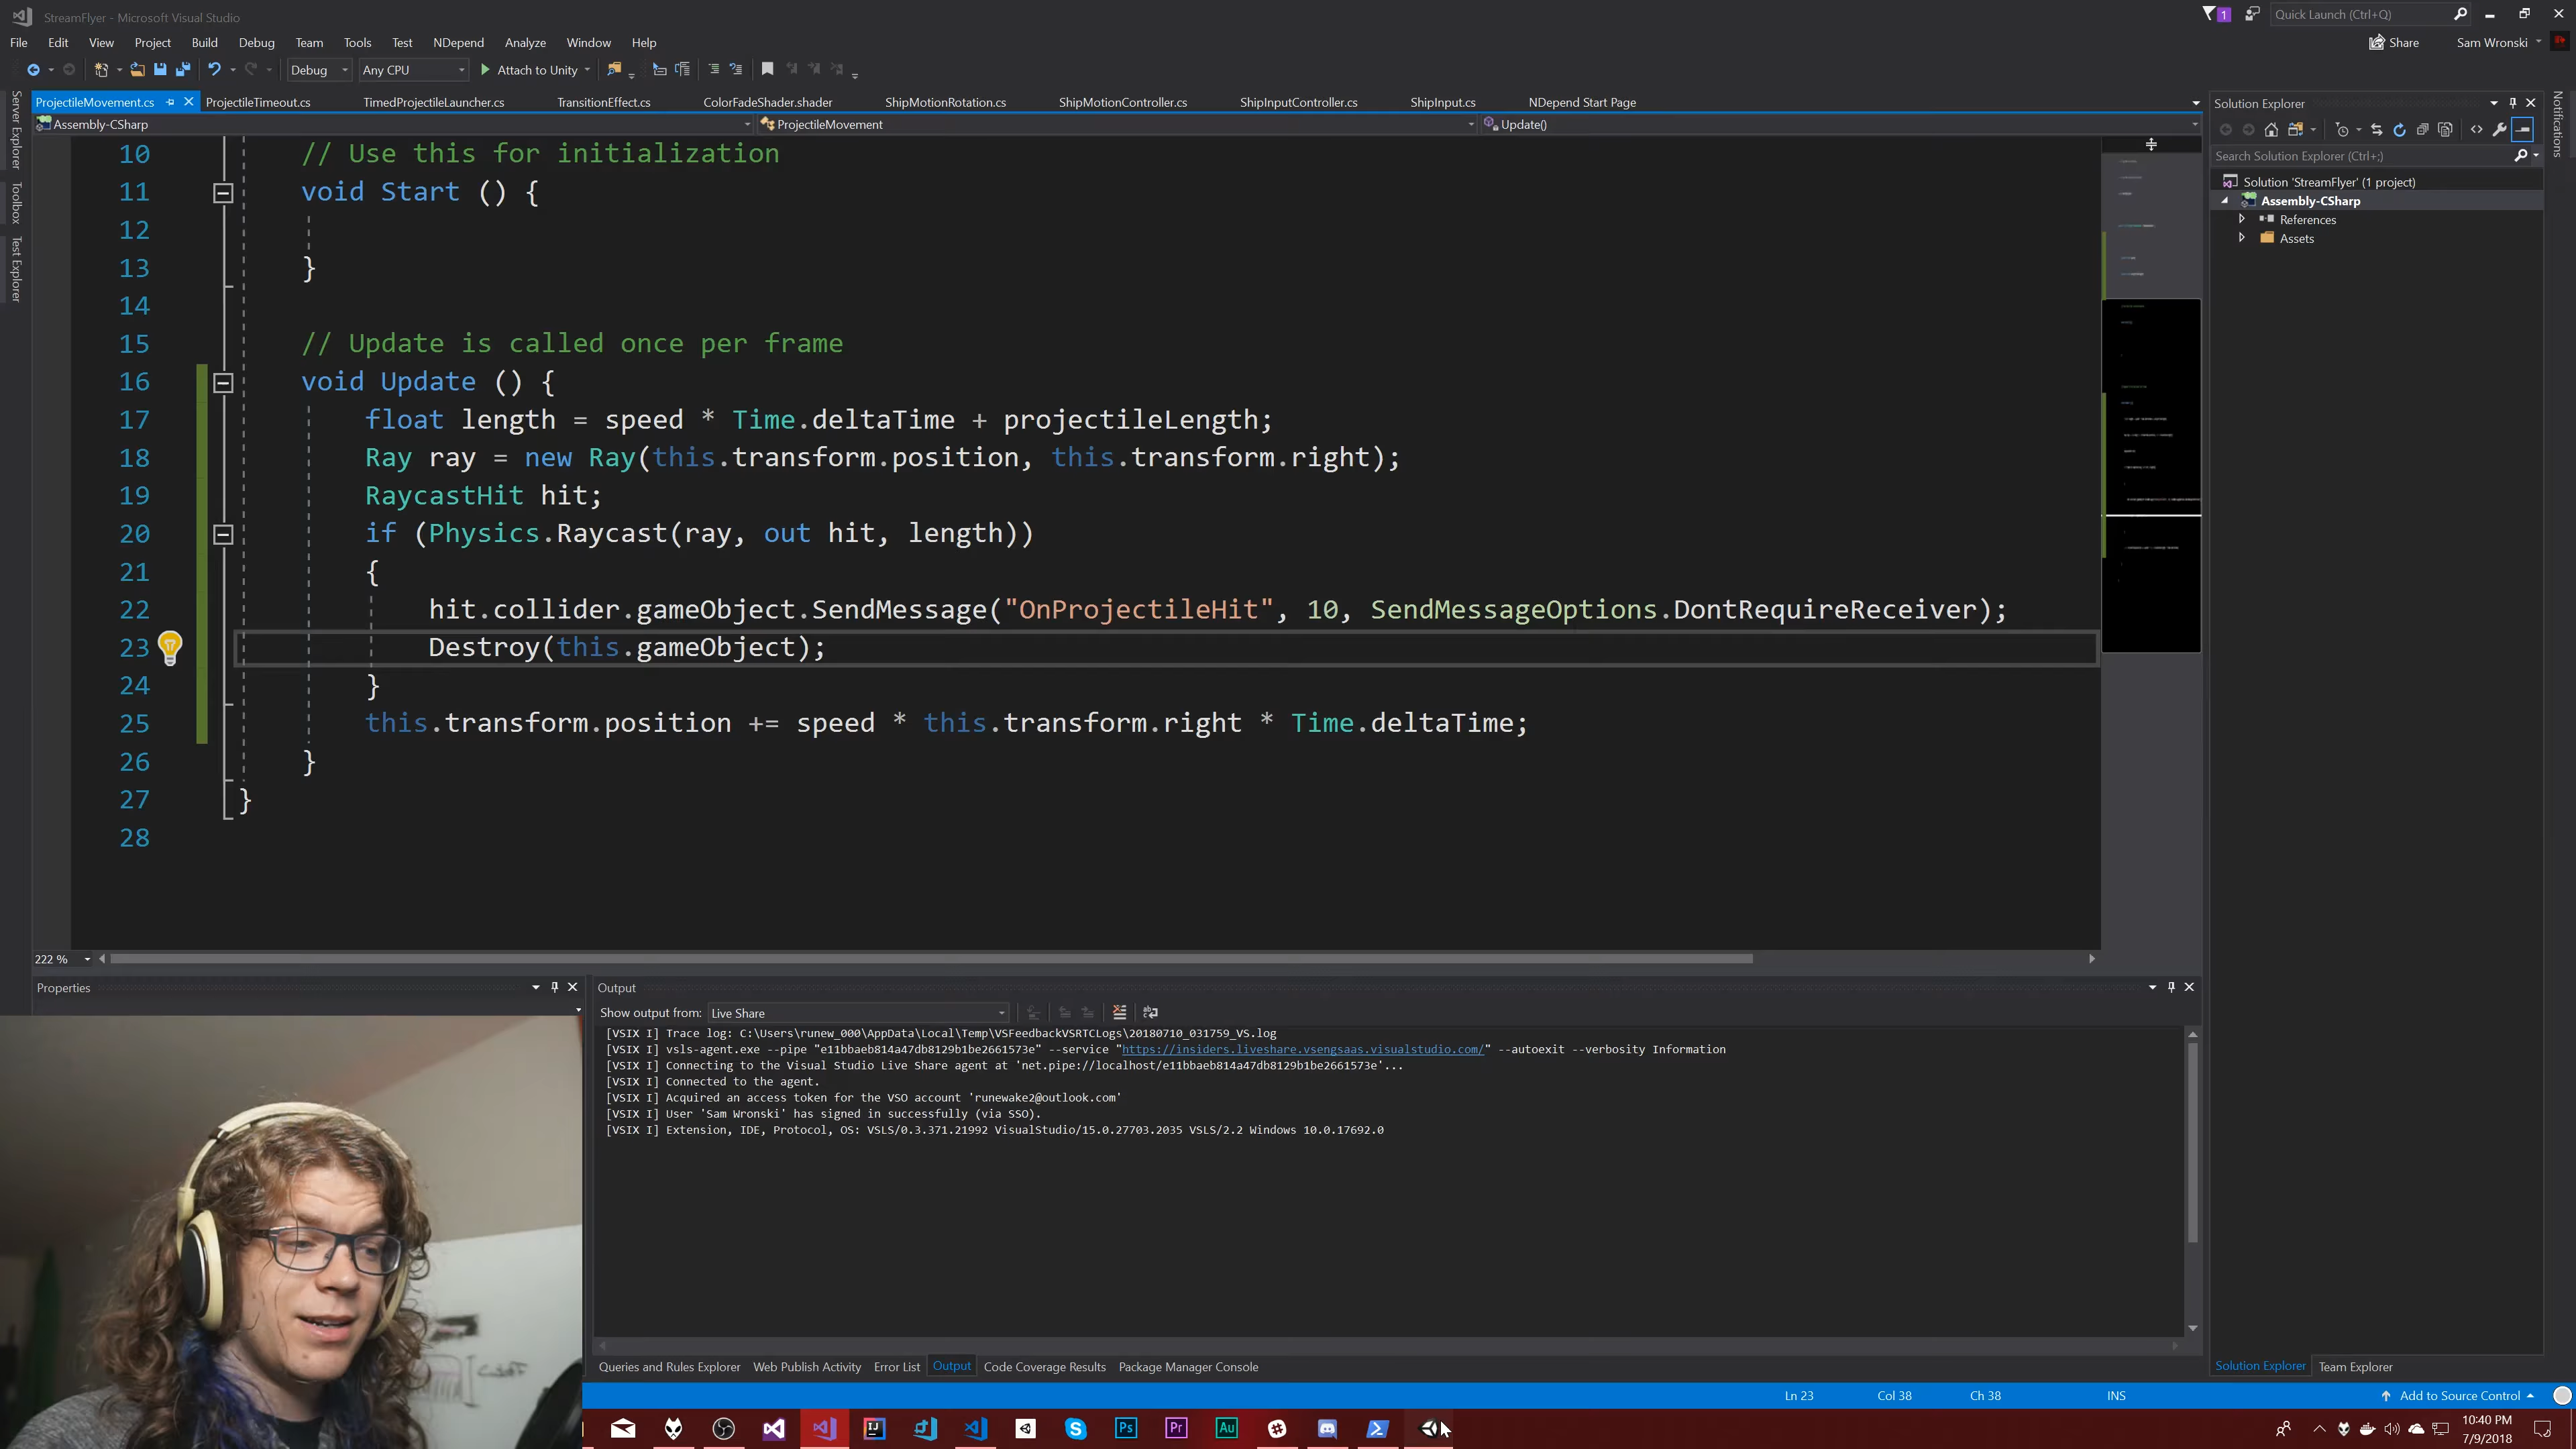 StreamFlyer - Microsoft Visual Studio
1
Quick Launch (Ctrl+Q)
File Edit View Project Build Debug Team Tools Test NDepend Analyze Window Help
Share Sam Wronski
Debug Any CPU Attach to Unity
Server Explorer
Toolbox
Test Explorer
ProjectileMovement.cs ProjectileTimeout.cs TimedProjectileLauncher.cs TransitionEffect.cs ColorFadeShader.shader ShipMotionRotation.cs ShipMotionController.cs ShipInputController.cs ShipInput.cs NDepend Start Page
Assembly-CSharp ProjectileMovement Update()
10 // Use this for initialization
11 void Start () {
12
13 }
14
15 // Update is called once per frame
16 void Update () {
17 float length = speed * Time.deltaTime + projectileLength;
18 Ray ray = new Ray(this.transform.position, this.transform.right);
19 RaycastHit hit;
20 if (Physics.Raycast(ray, out hit, length))
21 {
22 hit.collider.gameObject.SendMessage("OnProjectileHit", 10, SendMessageOptions.DontRequireReceiver);
23 Destroy(this.gameObject);
24 }
25 this.transform.position += speed * this.transform.right * Time.deltaTime;
26 }
27 }
28
222 %
Solution Explorer
Search Solution Explorer (Ctrl+;)
Solution 'StreamFlyer' (1 project)
Assembly-CSharp
References
Assets
Notifications
Properties
Output
Show output from: Live Share
[VSIX I] Trace log: C:\Users\runew_000\AppData\Local\Temp\VSFeedbackVSRTCLogs\20180710_031759_VS.log
[VSIX I] vsls-agent.exe --pipe "e11bbaeb814a47db8129b1be2661573e" --service "https://insiders.liveshare.vsengsaas.visualstudio.com/" --autoexit --verbosity Information
[VSIX I] Connecting to the Visual Studio Live Share agent at 'net.pipe://localhost/e11bbaeb814a47db8129b1be2661573e'...
[VSIX I] Connected to the agent.
[VSIX I] Acquired an access token for the VSO account 'runewake2@outlook.com'
[VSIX I] User 'Sam Wronski' has signed in successfully (via SSO).
[VSIX I] Extension, IDE, Protocol, OS: VSLS/0.3.371.21992 VisualStudio/15.0.27703.2035 VSLS/2.2 Windows 10.0.17692.0
Queries and Rules Explorer Web Publish Activity Error List Output Code Coverage Results Package Manager Console
Solution Explorer Team Explorer
Ln 23 Col 38 Ch 38 INS Add to Source Control
IJ Ps Pr Au
10:40 PM
7/9/2018